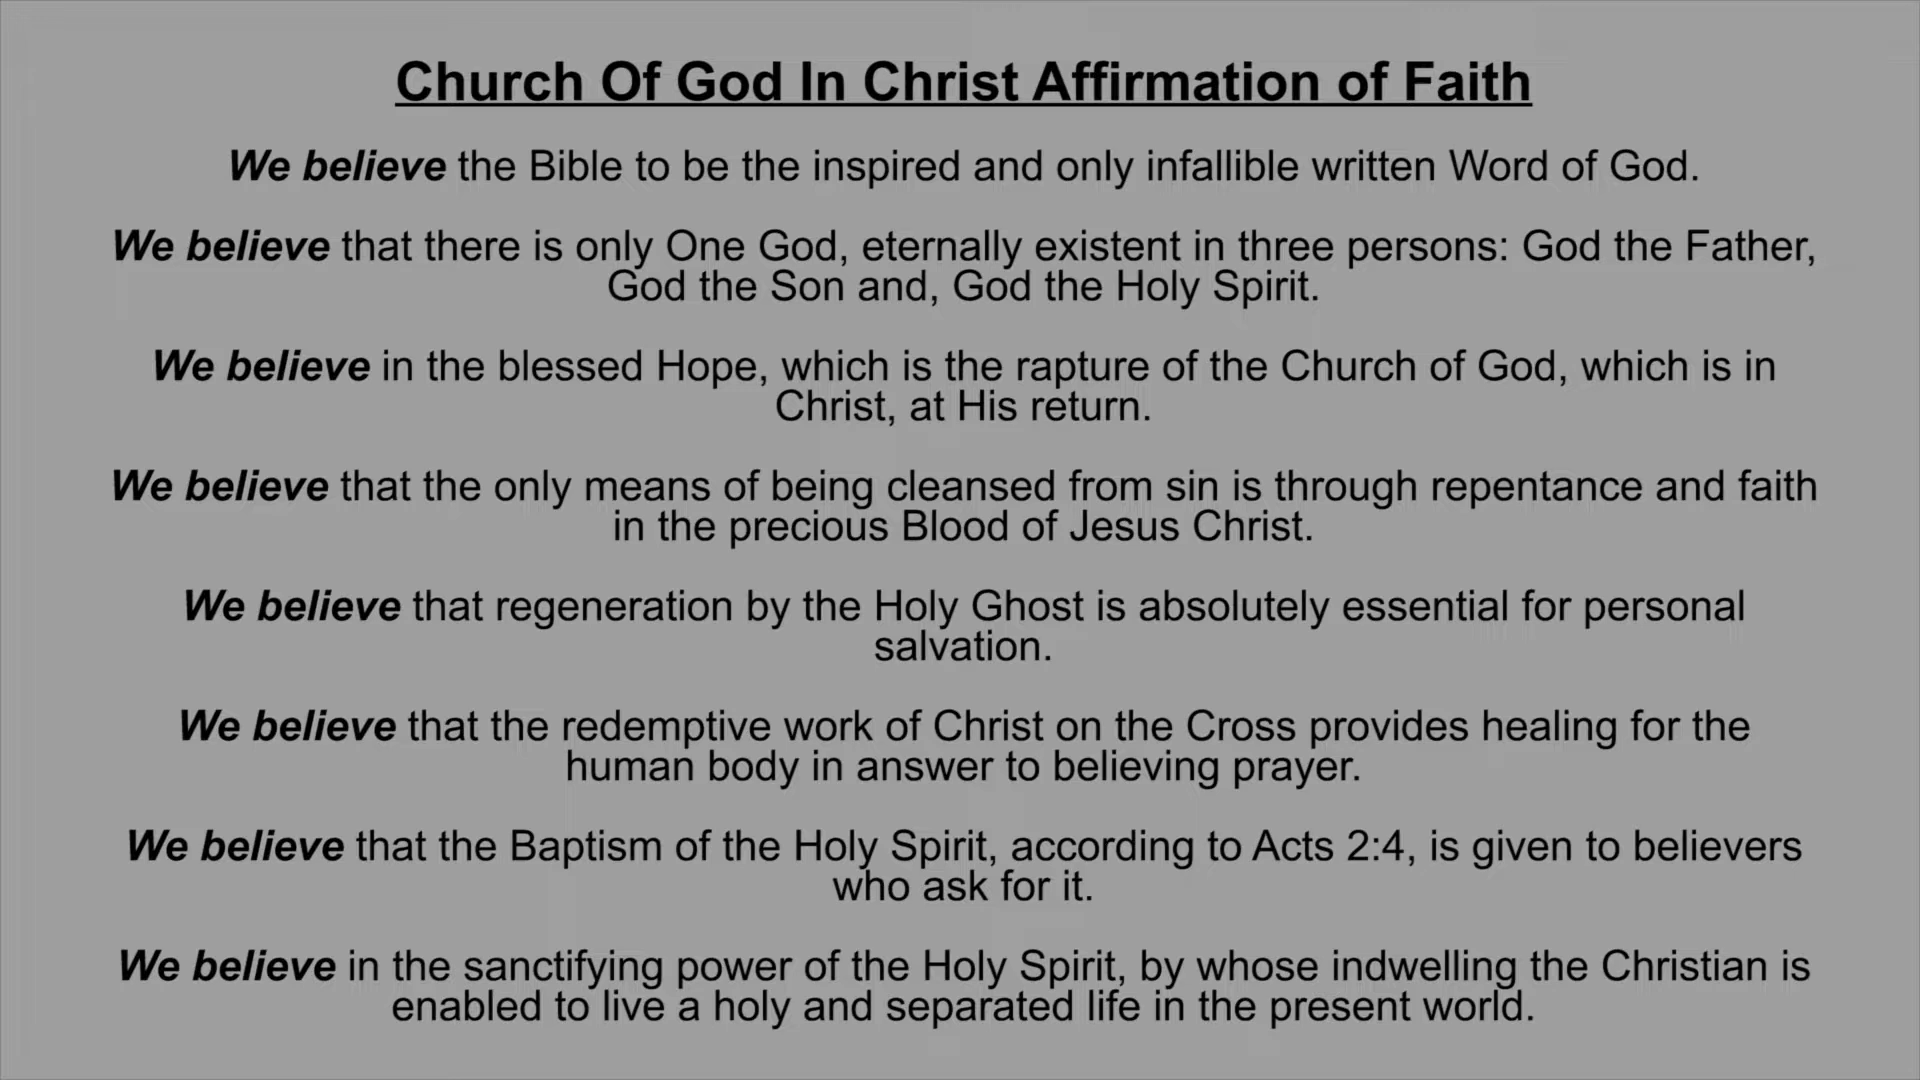 Church Of God In Christ Affirmation of Faith
We believe the Bible to be the inspired and only infallible written Word of God.
We believe that there is only One God, eternally existent in three persons: God the Father,
God the Son and, God the Holy Spirit.
We believe in the blessed Hope, which is the rapture of the Church of God, which is in
Christ, at His return.
We believe that the only means of being cleansed from sin is through repentance and faith
in the precious Blood of Jesus Christ.
We believe that regeneration by the Holy Ghost is absolutely essential for personal
salvation.
We believe that the redemptive work of Christ on the Cross provides healing for the
human body in answer to believing prayer.
We believe that the Baptism of the Holy Spirit, according to Acts 2:4, is given to believers
who ask for it.
We believe in the sanctifying power of the Holy Spirit, by whose indwelling the Christian is
enabled to live a holy and separated life in the present world.